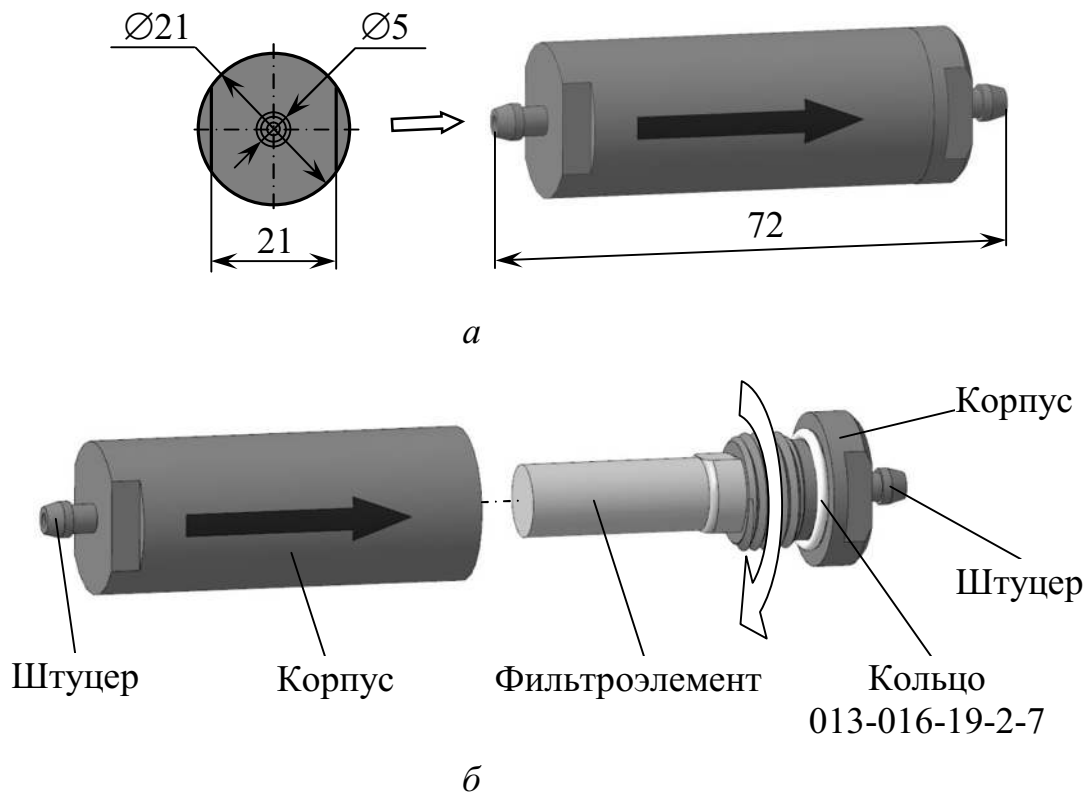 ∅21
∅5
21
72
а
Корпус
Штуцер
Штуцер
Корпус
Фильтроэлемент
Кольцо
013-016-19-2-7
б